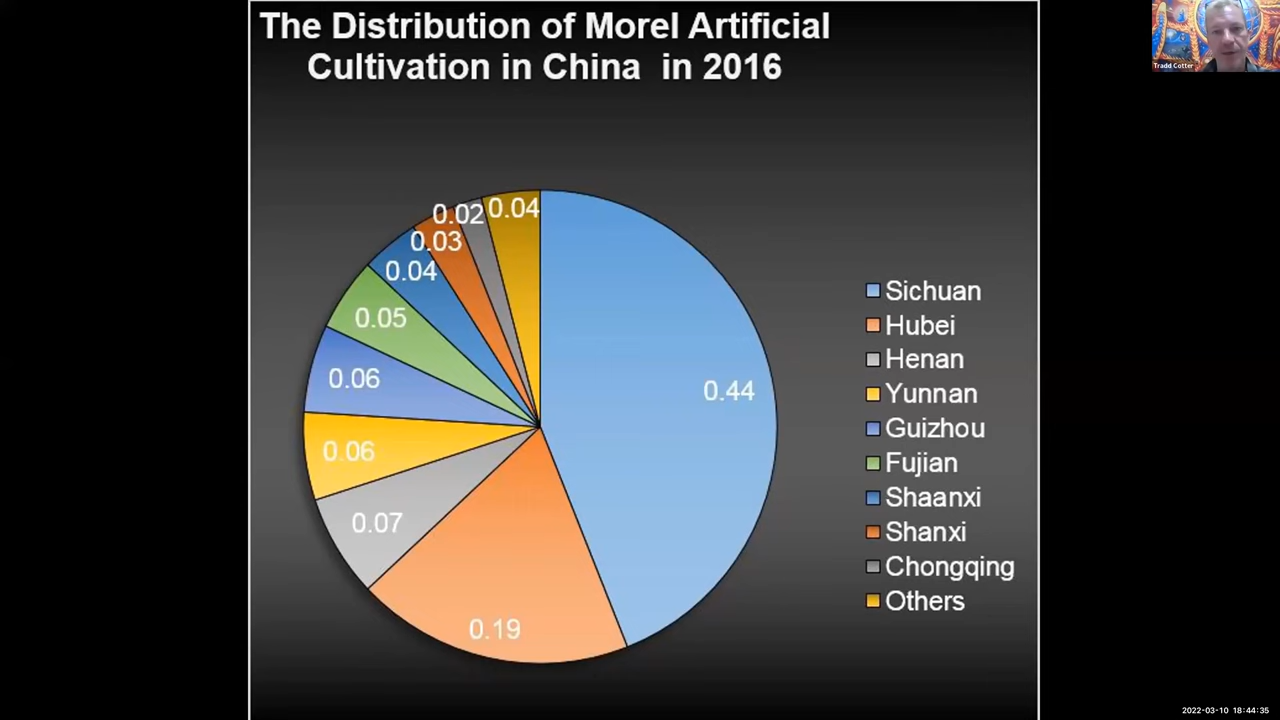 The Distribution of Morel Artificial
Cultivation in China in 2016
Tradd Cotter
0.02
0.04
0.03
0.04
0.05
0.06
0.06
0.07
0.19
0.44
Sichuan
Hubei
Henan
Yunnan
Guizhou
Fujian
Shaanxi
Shanxi
Chongqing
Others
2022-03-10 18:44:35